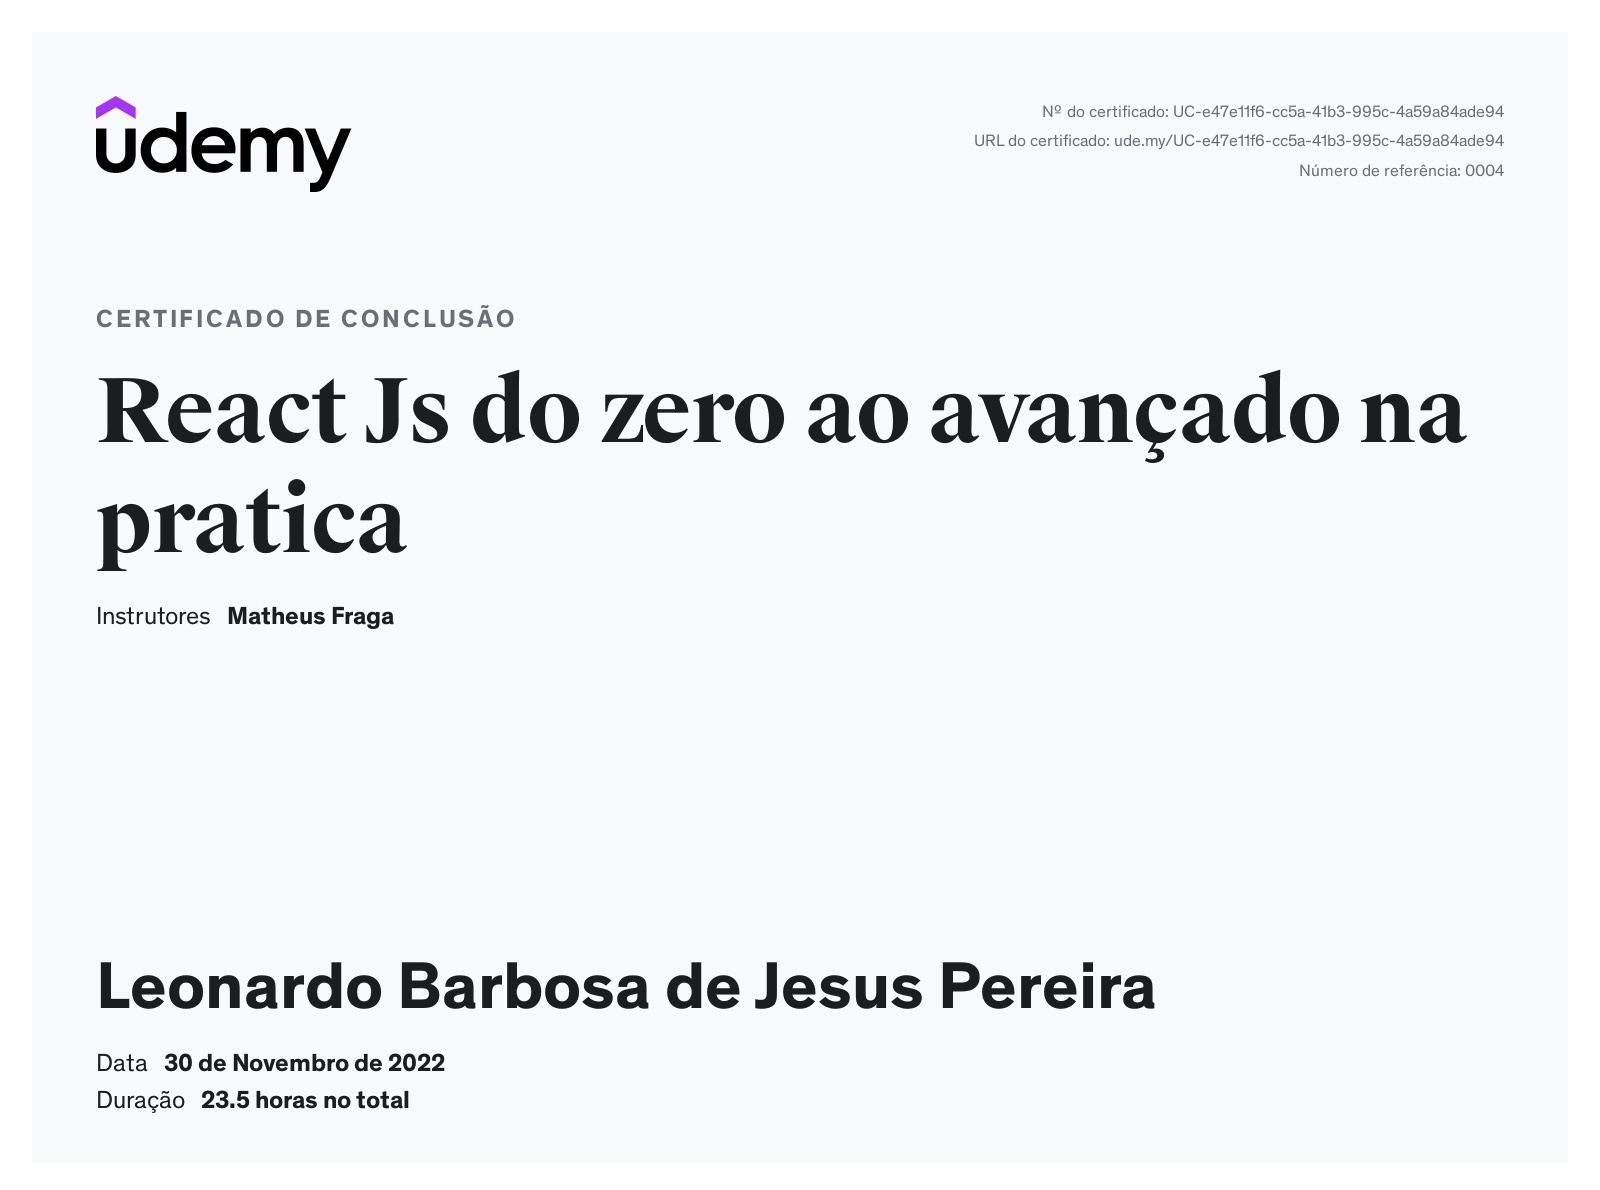 udemy
Nº do certificado: UC-e47e11f6-cc5a-41b3-995c-4a59a84ade94
URL do certificado: ude.my/UC-e47e11f6-cc5a-41b3-995c-4a59a84ade94
Número de referência: 0004
CERTIFICADO DE CONCLUSÃO
React Js do zero ao avançado na
pratica
Instrutores Matheus Fraga
Leonardo Barbosa de Jesus Pereira
Data 30 de Novembro de 2022
Duração 23.5 horas no total